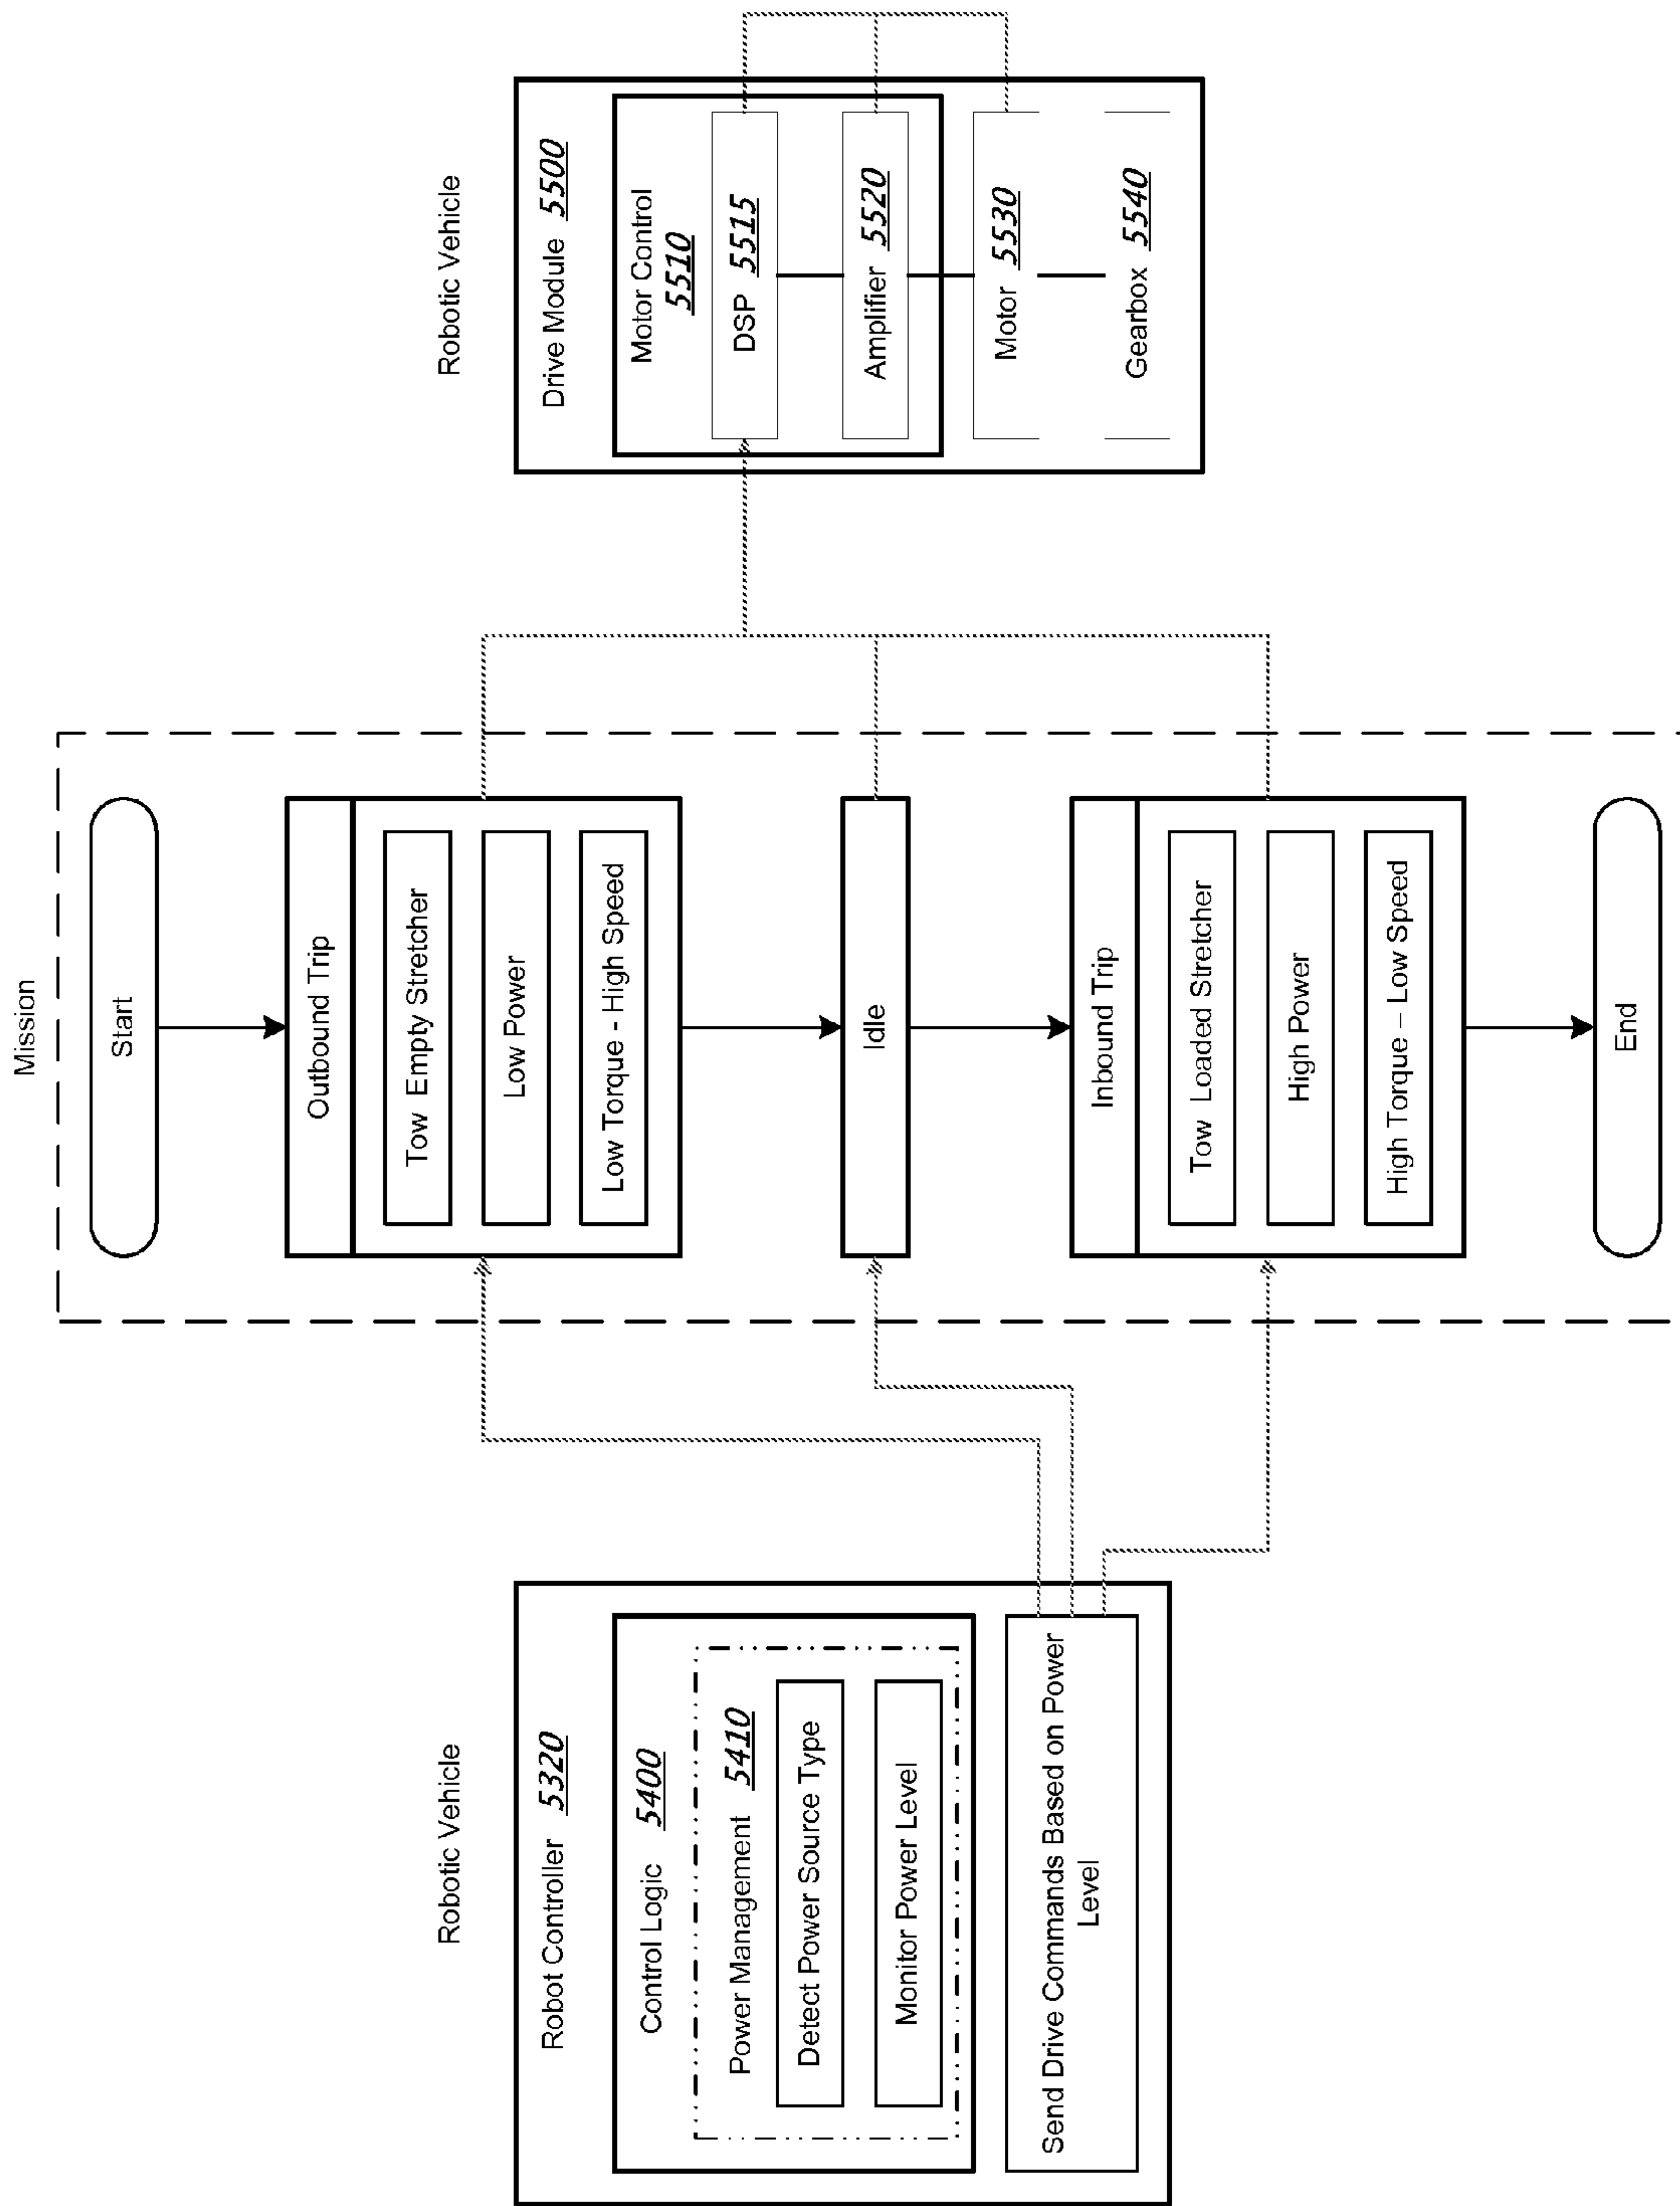 Robotic Vehicle
Robot Controller 5320
Control Logic 5400
Power Management 5410
Detect Power Source Type
Monitor Power Level
Send Drive Commands Based on Power
Level
Mission
Start
Outbound Trip
Tow Empty Stretcher
Low Power
Low Torque - High Speed
Idle
Inbound Trip
Tow Loaded Stretcher
High Power
High Torque – Low Speed
End
Robotic Vehicle
Drive Module 5500
Motor Control
5510
DSP 5515
Amplifier 5520
Motor 5530
Gearbox 5540